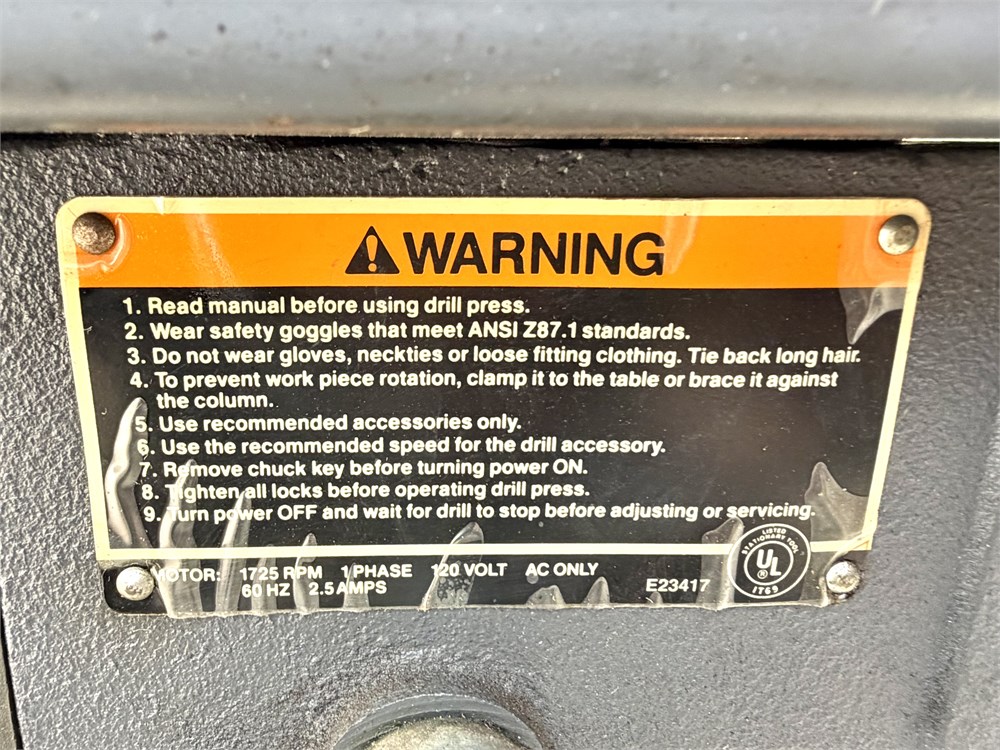 WARNING
1. Read manual before using drill press.
2. Wear safety goggles that meet ANSI Z87.1 standards.
3. Do not wear gloves, neckties or loose fitting clothing. Tie back long hair.
4. To prevent work piece rotation, clamp it to the table or brace it against
the column.
5. Use recommended accessories only.
6. Use the recommended speed for the drill accessory.
7. Remove chuck key before turning power ON.
8. Tighten all locks before operating drill press.
9. Turn power OFF and wait for drill to stop before adjusting or servicing.
MOTOR: 1725 RPM 1 PHASE 120 VOLT AC ONLY
60 HZ 2.5 AMPS
E23417
LISTED
STATIONARY TOOL
UL
®
IT69